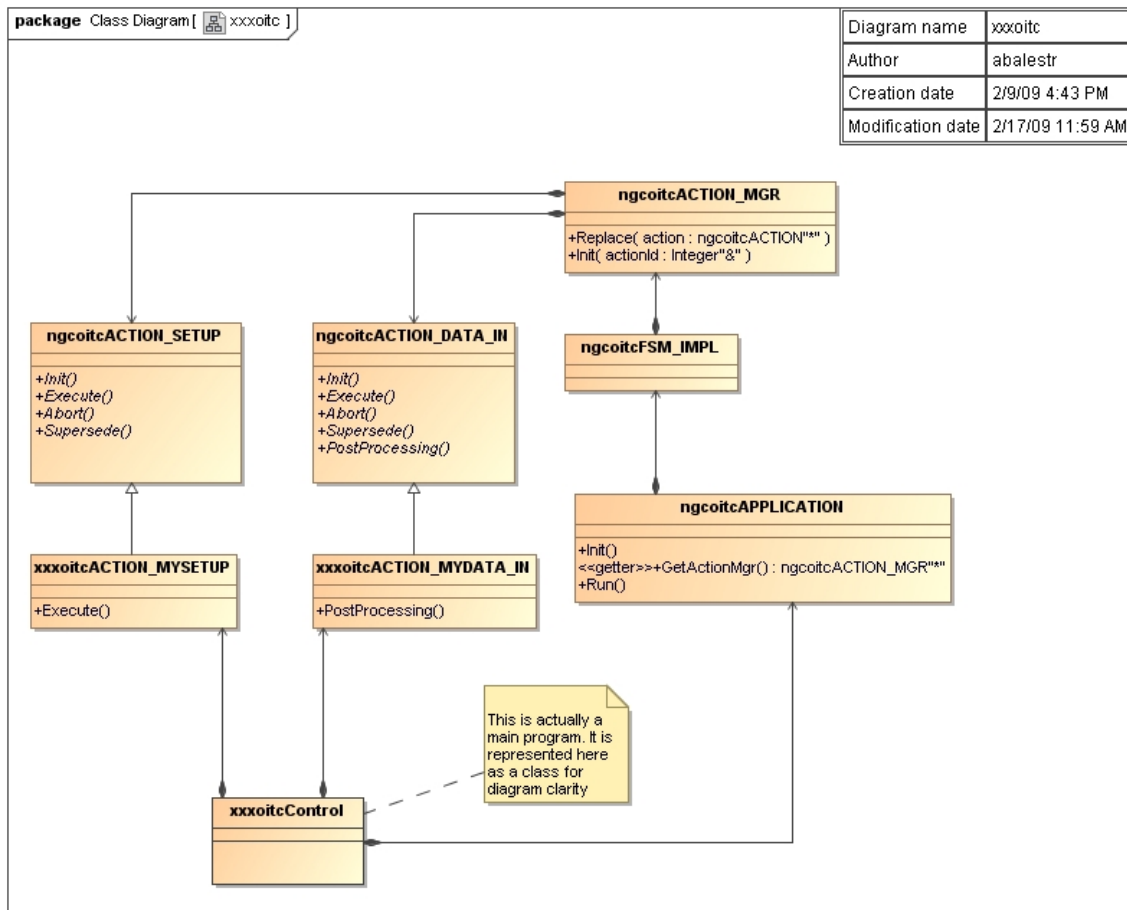 package Class Diagram[ xxxoitc ]
Diagram name xxxoitc
Author abalestr
Creation date 2/9/09 4:43 PM
Modification date 2/17/09 11:59 AM
ngcoitcACTION_MGR
+Replace( action : ngcoitcACTION"*" )
+Init( actionId : Integer"&" )
ngcoitcACTION_SETUP
+Init()
+Execute()
+Abort()
+Supersede()
ngcoitcACTION_DATA_IN
+Init()
+Execute()
+Abort()
+Supersede()
+PostProcessing()
ngcoitcFSM_IMPL
ngcoitcAPPLICATION
+Init()
<<getter>>+GetActionMgr() : ngcoitcACTION_MGR"*"
+Run()
xxxoitcACTION_MYSETUP
+Execute()
xxxoitcACTION_MYDATA_IN
+PostProcessing()
This is actually a
main program. It is
represented here
as a class for
diagram clarity
xxxoitcControl